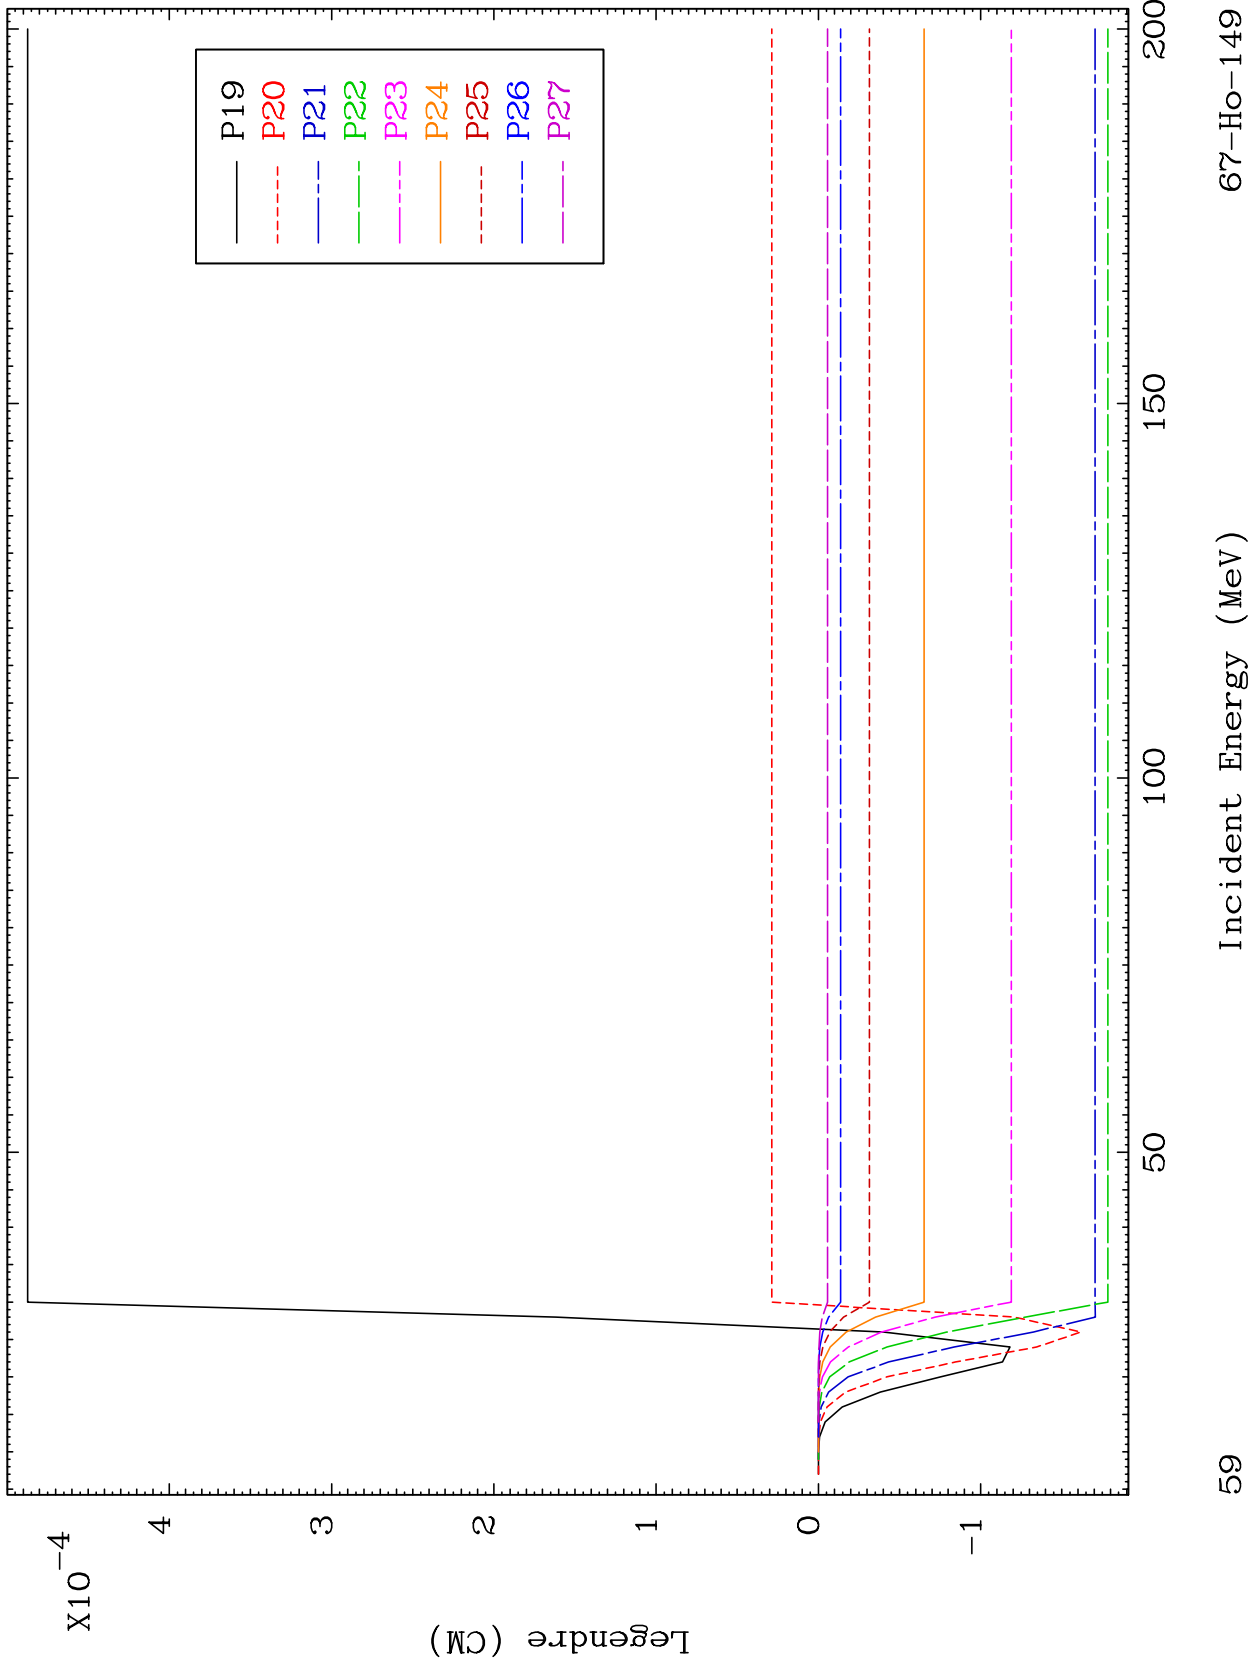 X10
-4
Legendre (CM)
4
3
2
1
0
-1
P19
P20
P21
P22
P23
P24
P25
P26
P27
50
100
150
200
59
Incident Energy (MeV)
67-Ho-149